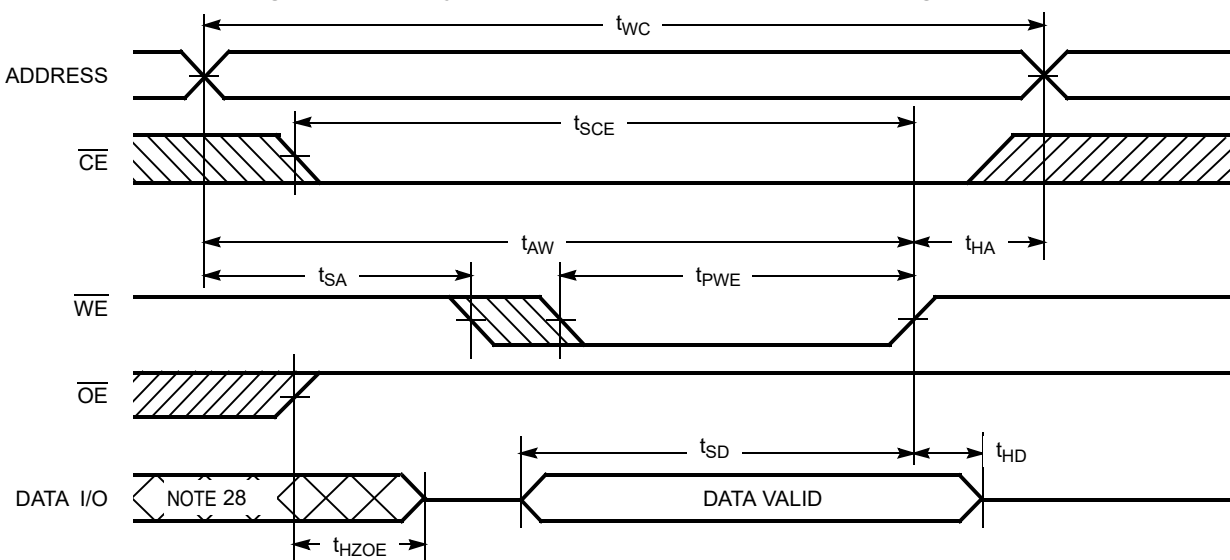 tWC
ADDRESS
tSCE
CE
tAW
tHA
tSA
tPWE
WE
OE
tSD
tHD
DATA I/O
NOTE 28
DATA VALID
tHZOE